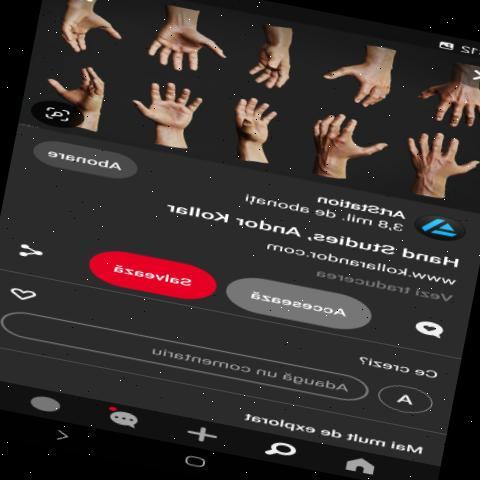 :12
ArtStation
3,8 mil. de abonați
Abonare
Hand Studies, Andor Kollar
www.kollarandor.com
Vezi traducerea
Accesează
Salvează
Ce crezi?
A
Adaugă un comentariu
Mai mult de explorat